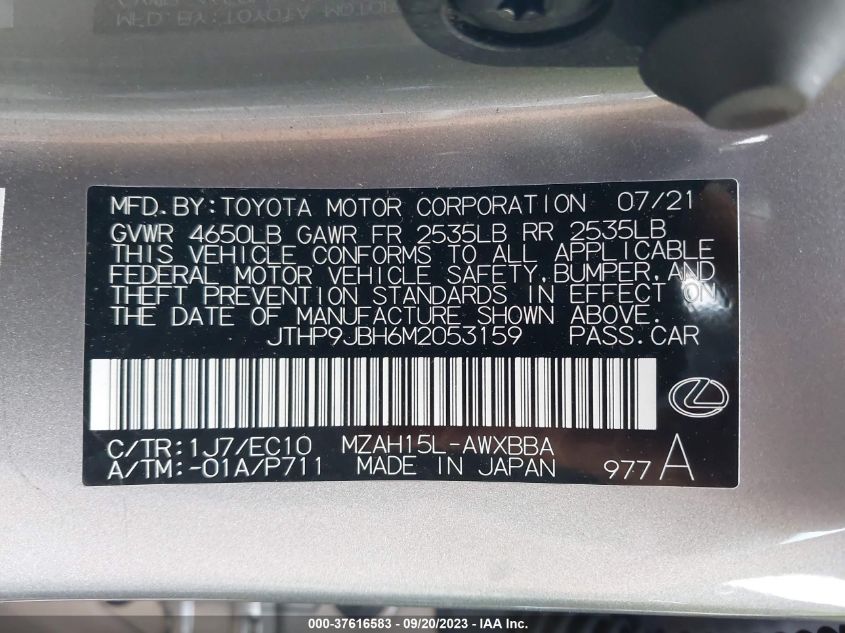 MFD.BY:TOYOTA MOTOR CORPORATION 07/21
GVWR 4650LB GAWR FR 2535LB RR 2535LB
THIS VEHICLE CONFORMS TO ALL APPLICABLE
FEDERAL MOTOR VEHICLE SAFETY,BUMPER,AND
THEFT PREVENTION STANDARDS IN EFFECT ON
THE DATE OF MANUFACTURE SHOWN ABOVE.
JTHP9JBH6M2053159 PASS.CAR
C/TR:1J7/EC10 MZAH15L-AWXBBA
A/TM:-01A/P711 MADE IN JAPAN 977 A
000-37616583 - 09/20/2023 - IAA Inc.